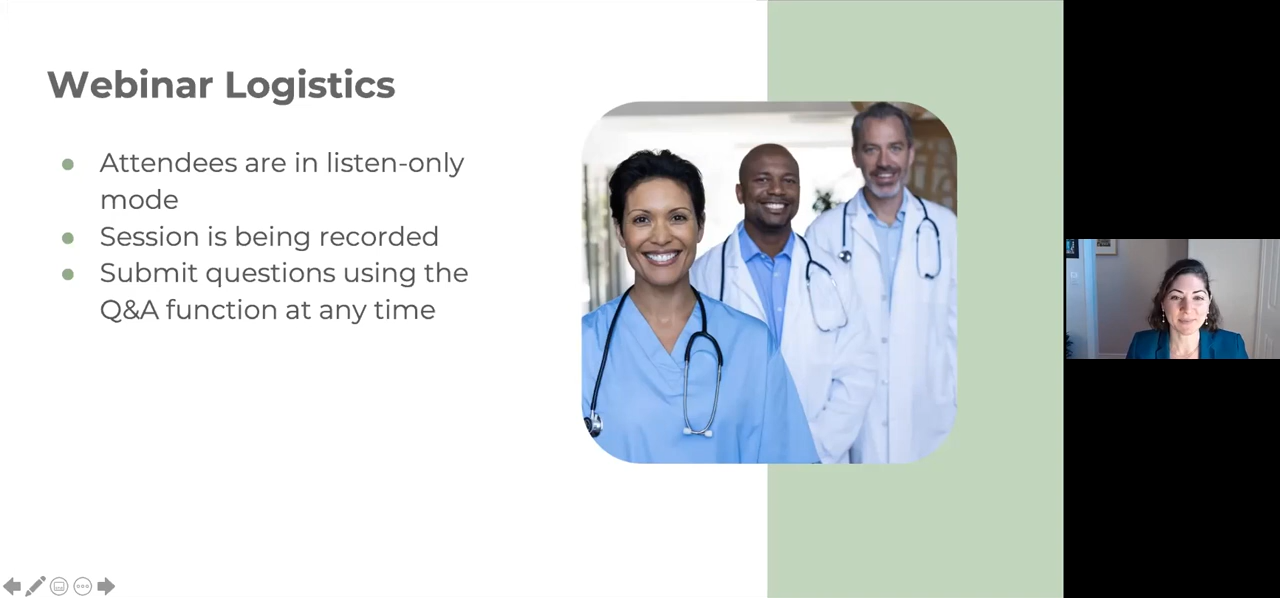 Webinar Logistics
Attendees are in listen-only
mode
Session is being recorded
Submit questions using the
Q&A function at any time